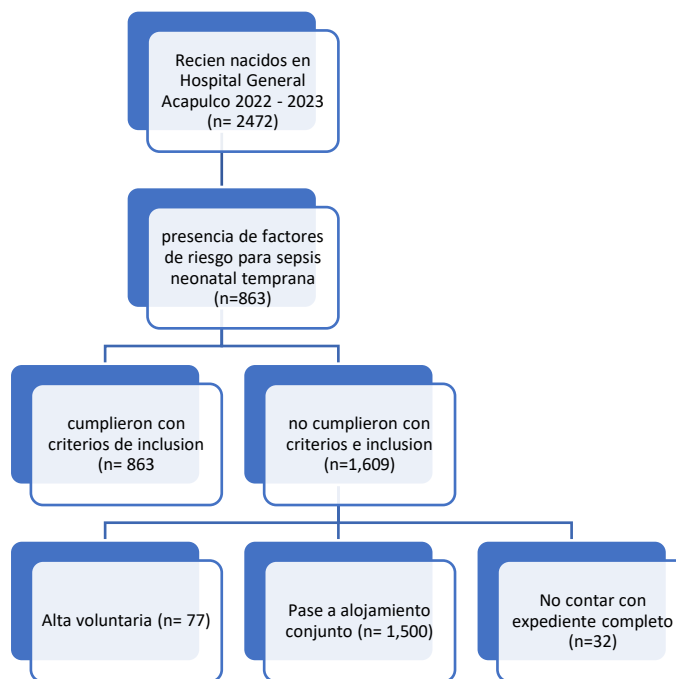 Recien nacidos en
Hospital General
Acapulco 2022 - 2023
(n= 2472)
presencia de factores
de riesgo para sepsis
neonatal temprana
(n=863)
cumplieron con
criterios de inclusion
(n= 863
no cumplieron con
criterios e inclusion
(n=1,609)
Alta voluntaria (n= 77)
Pase a alojamiento
conjunto (n= 1,500)
No contar con
expediente completo
(n=32)